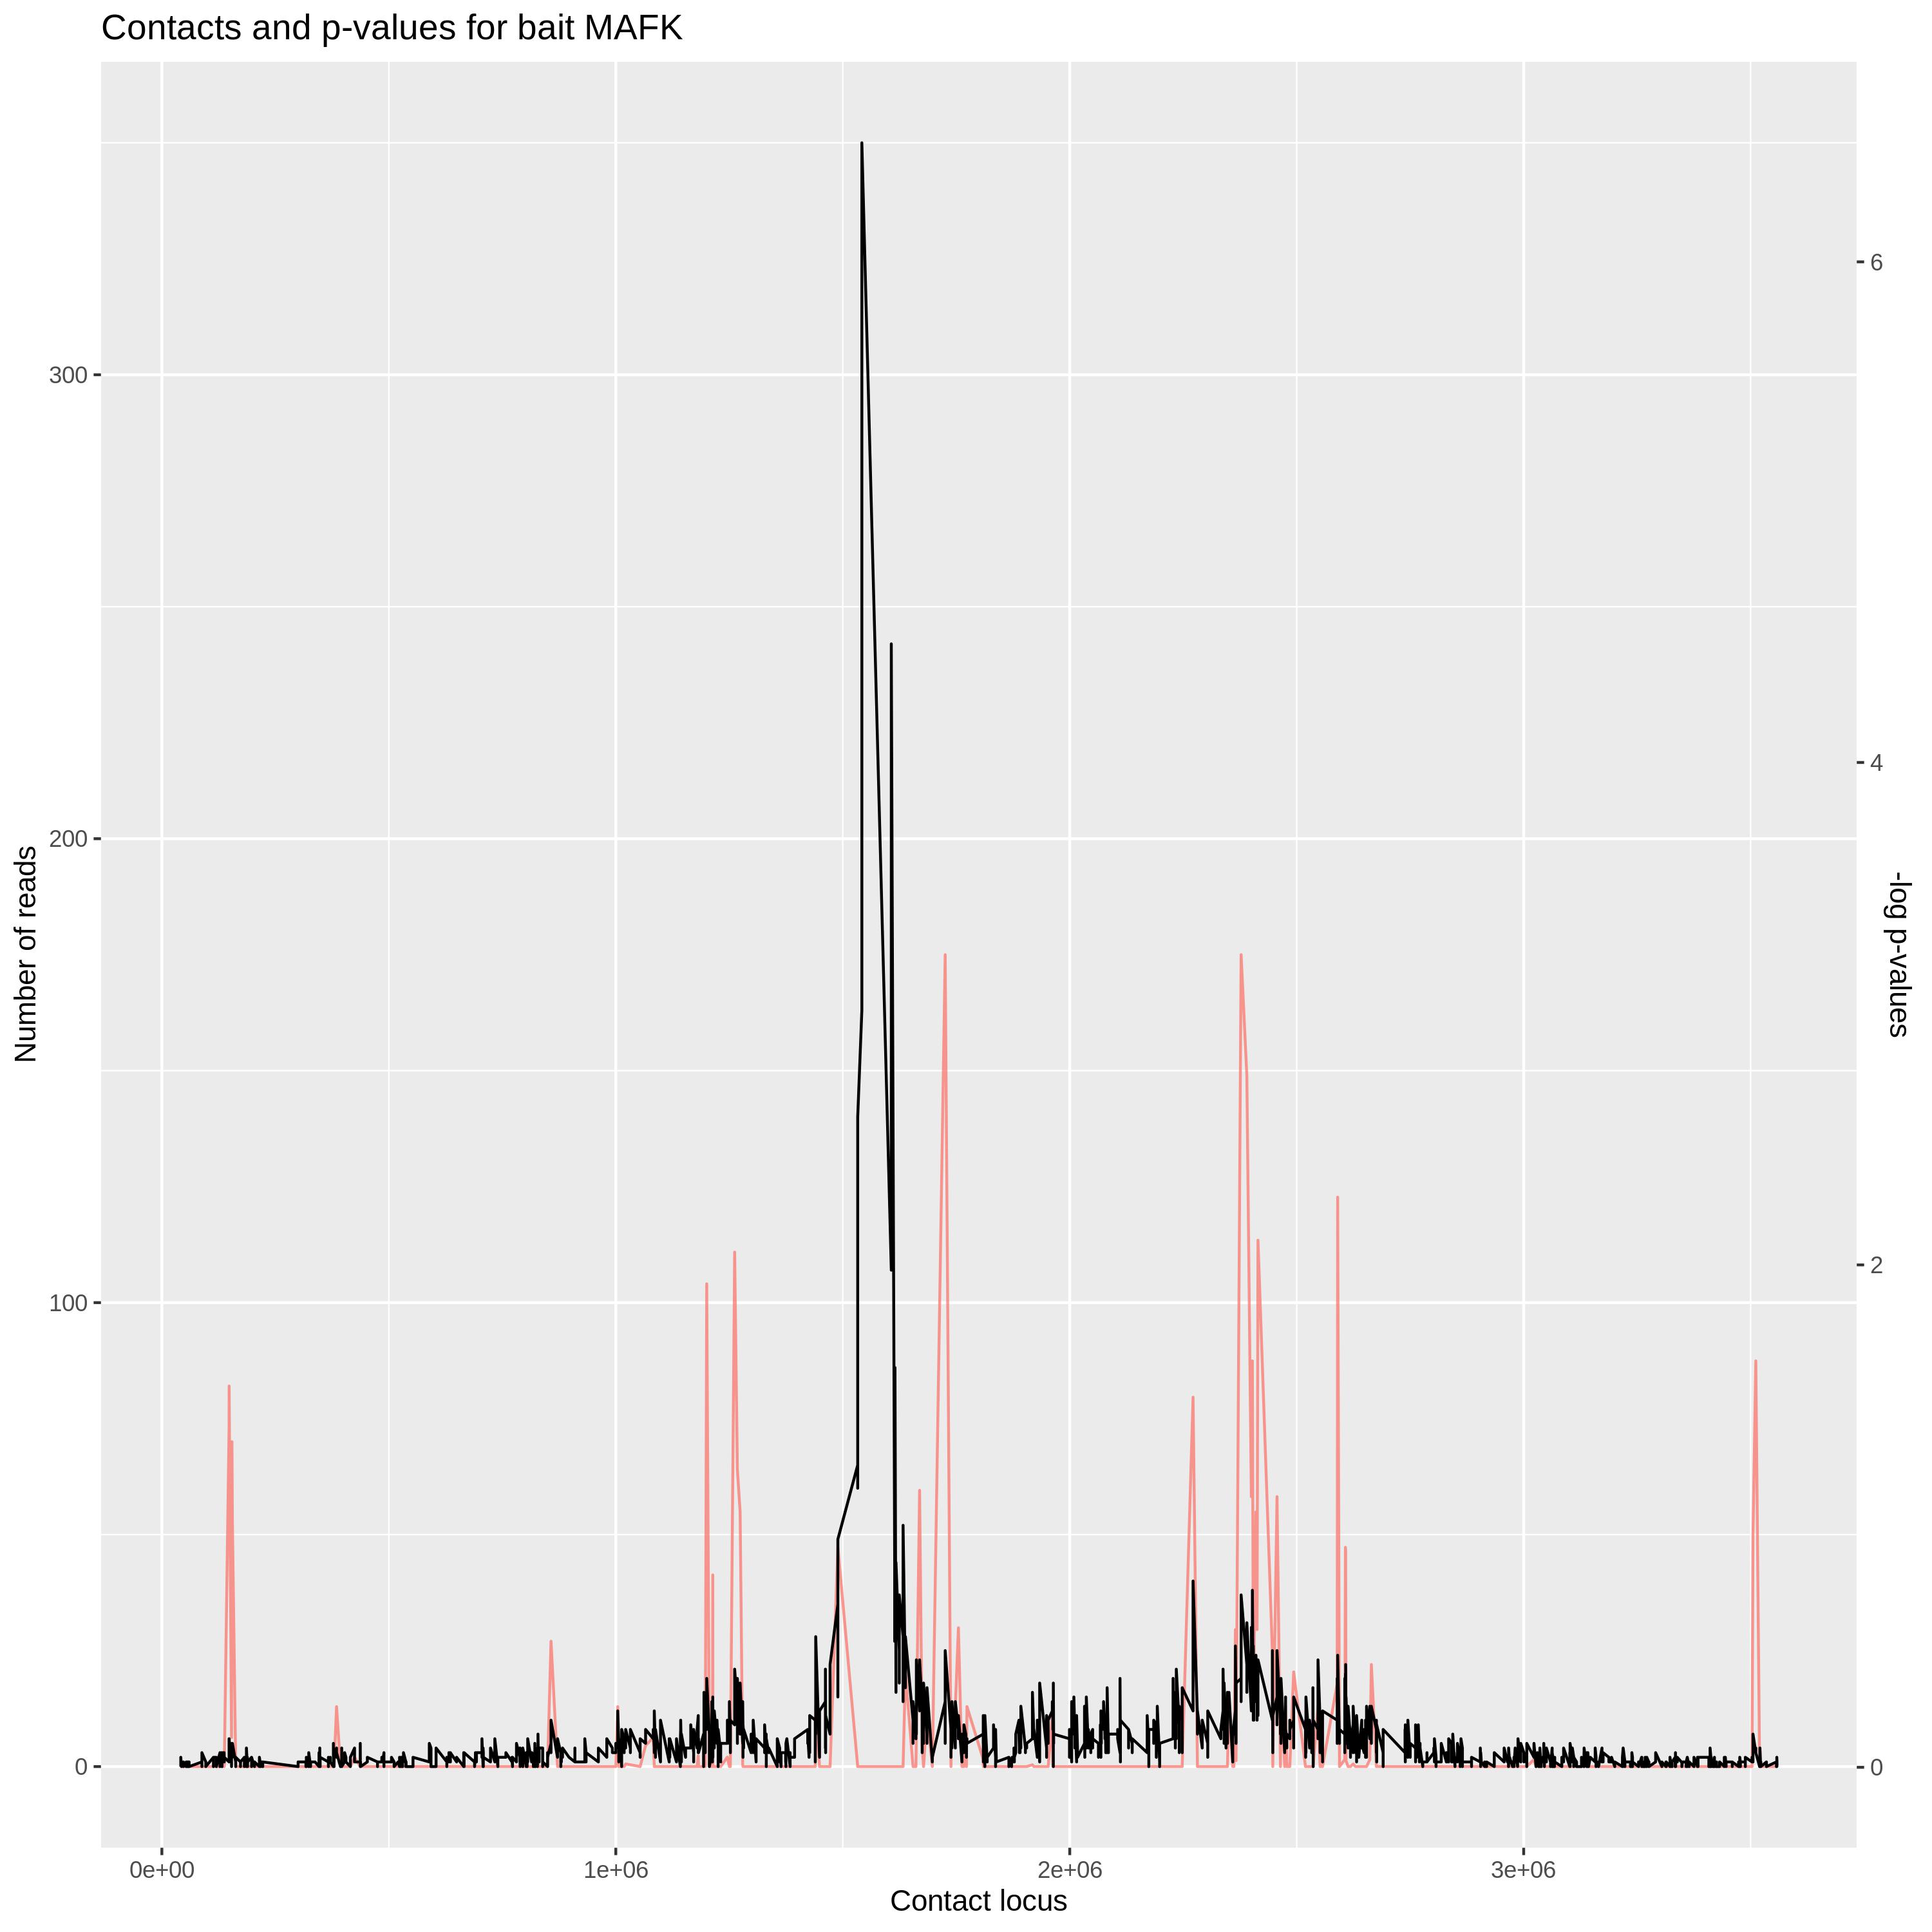 Contacts and p-values for bait MAFK
Number of reads
300
200
100
0
6
4
2
0
-log p-values
0e+00
1e+06
2e+06
3e+06
Contact locus